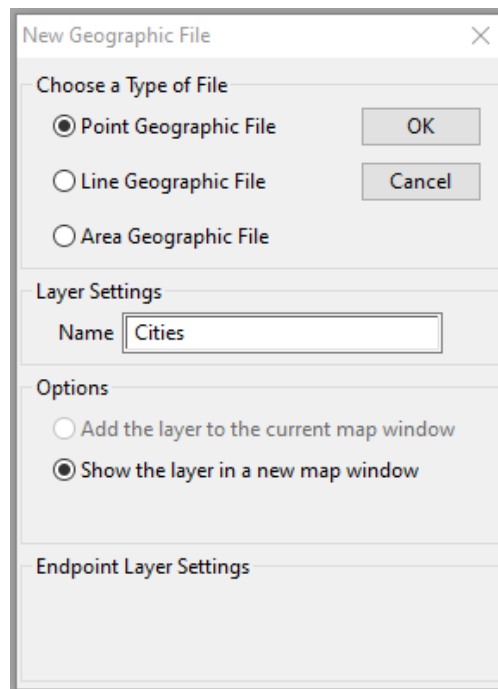 New Geographic File
Choose a Type of File
Point Geographic File
OK
Line Geographic File
Cancel
Area Geographic File
Layer Settings
Name Cities
Options
Add the layer to the current map window
Show the layer in a new map window
Endpoint Layer Settings